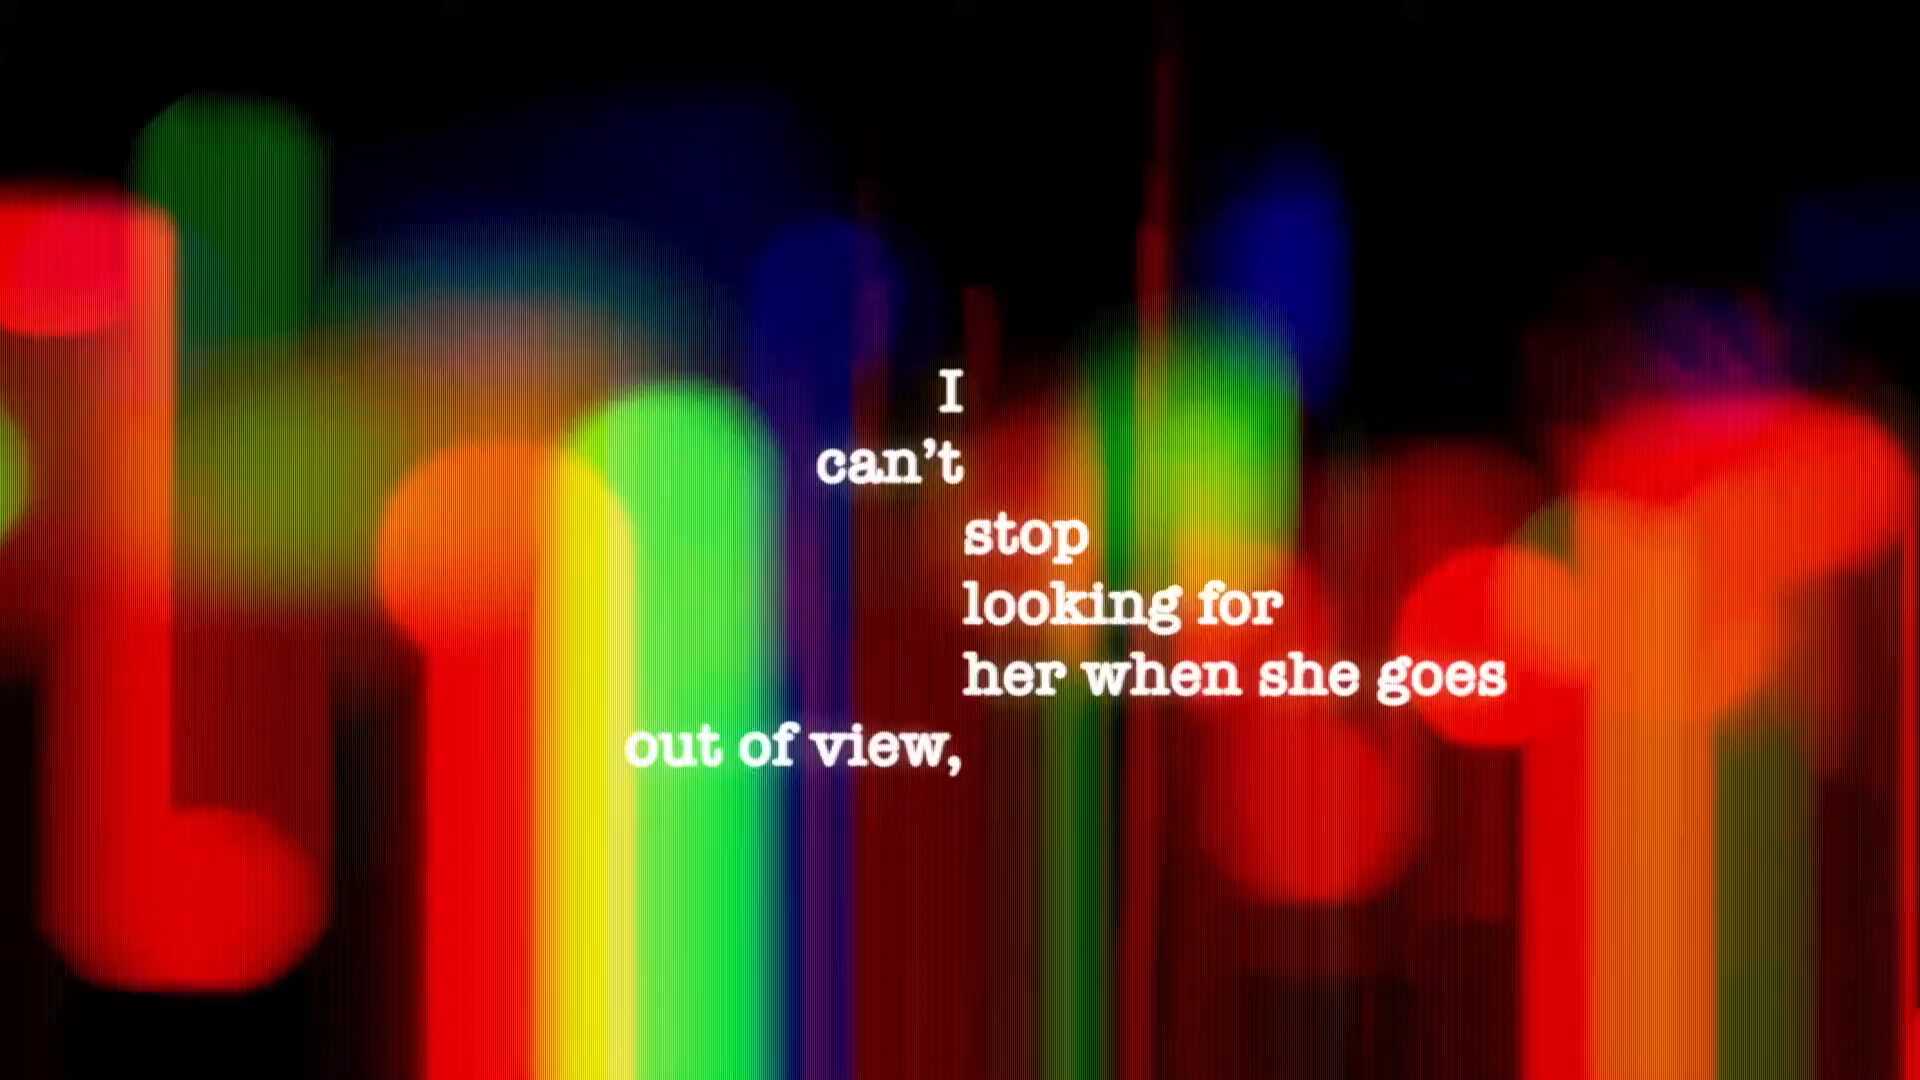 I
can’t
stop
looking for
her when she goes
out of view,